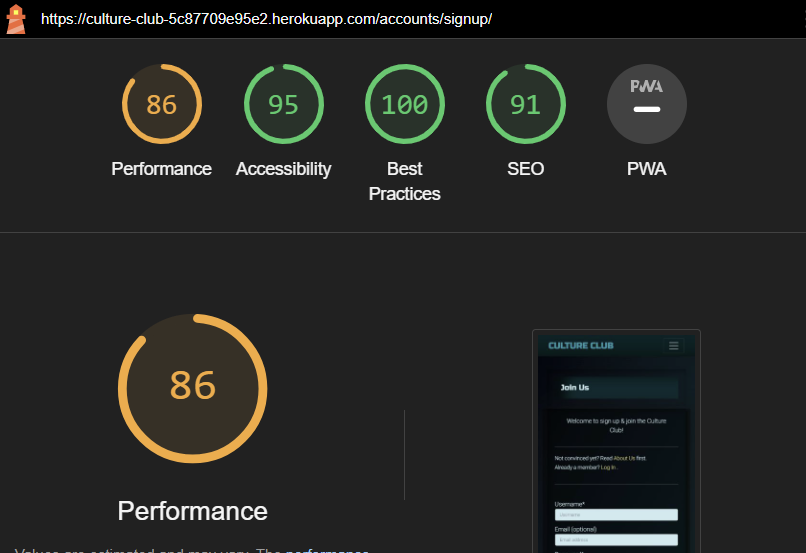 https://culture-club-5c87709e95e2.herokuapp.com/accounts/signup/
86
95
100
91
PWA
Performance
Accessibility
Best
Practices
SEO
PWA
86
Performance
CULTURE CLUB
Join Us
Welcome to sign up & join the Culture
Club!
Not convinced yet? Read About Us first.
Already a member? Log In.
Username*
Username
Email (optional)
Email address
Values are estimated and may vary. The performance